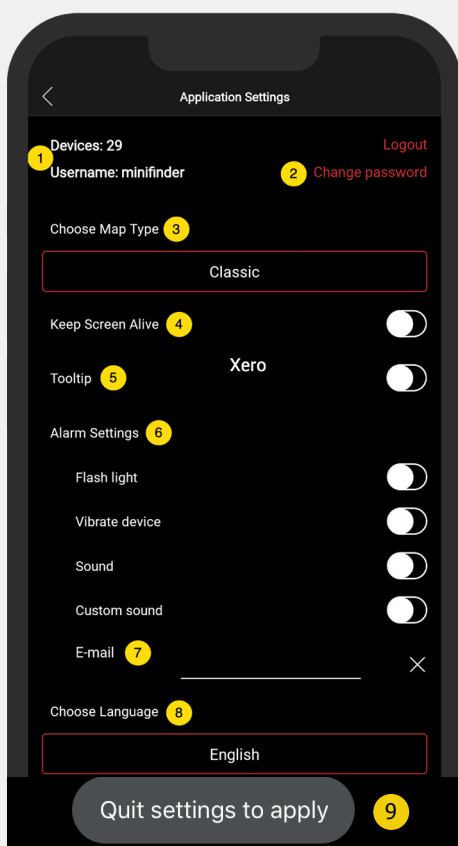 Application Settings
Devices: 29 Logout
1
Username: minifinder 2 Change password
Choose Map Type 3
Classic
Keep Screen Alive 4
Xero
Tooltip 5
Alarm Settings 6
Flash light
Vibrate device
Sound
Custom sound
E-mail 7
Choose Language 8
English
Quit settings to apply 9